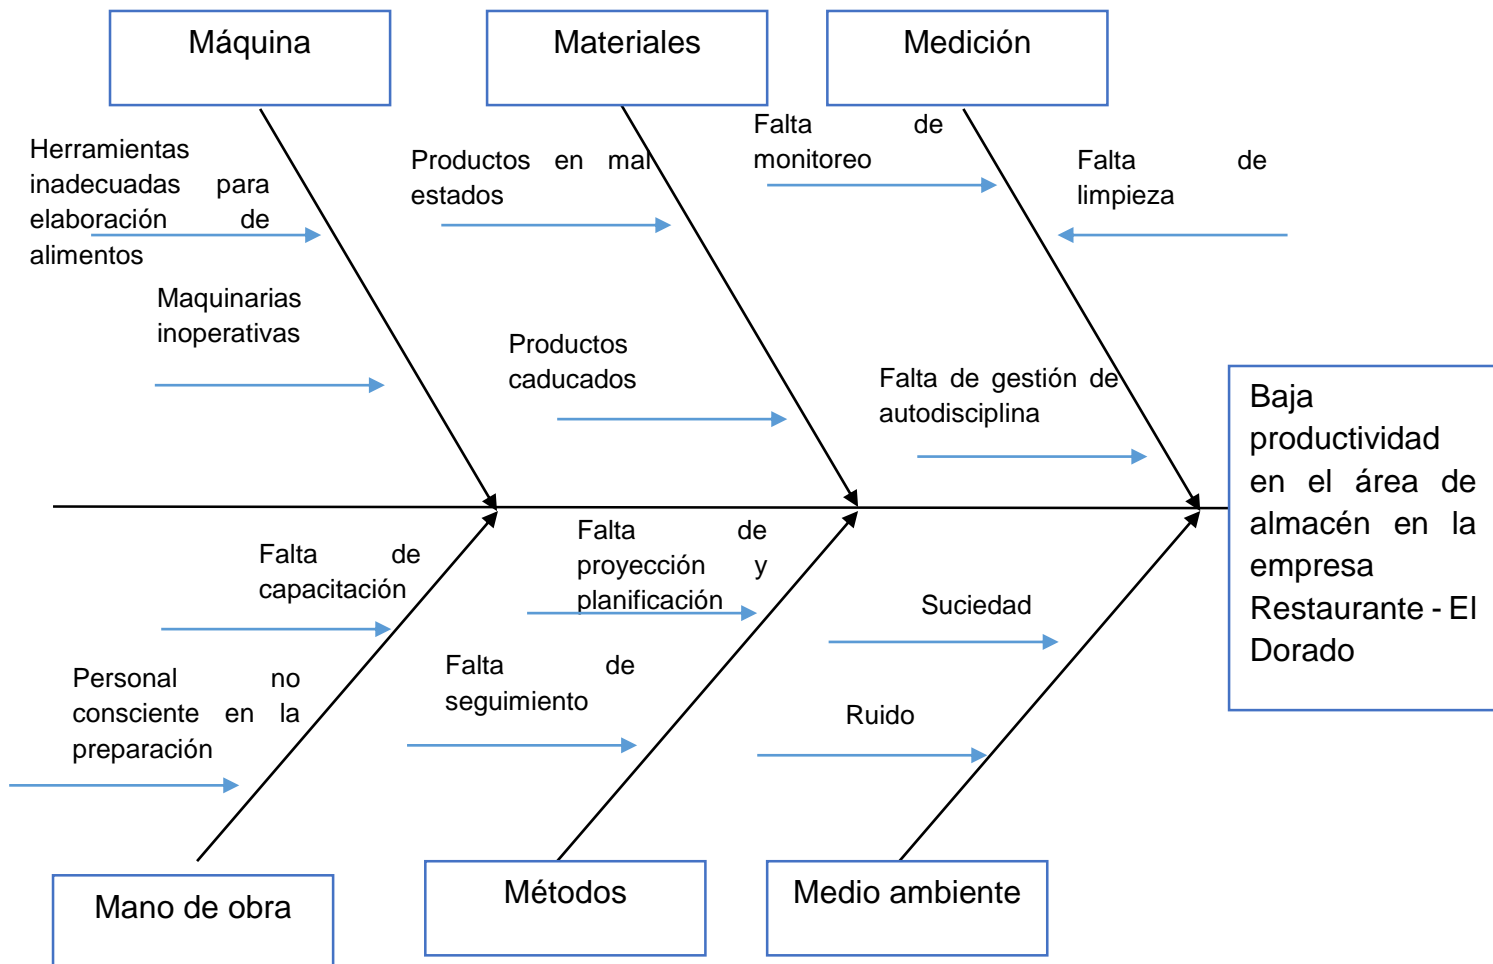 Máquina
Materiales
Medición
Herramientas
inadecuadas para
elaboración de
alimentos
Maquinarias
inoperativas
Productos en mal
estados
Productos
caducados
Falta de
monitoreo
Falta de
limpieza
Falta de gestión de
autodisciplina
Baja
productividad
en el área de
almacén en la
empresa
Restaurante - El
Dorado
Falta de
capacitación
Personal no
consciente en la
preparación
Falta de
proyección y
planificación
Falta de
seguimiento
Suciedad
Ruido
Mano de obra
Métodos
Medio ambiente